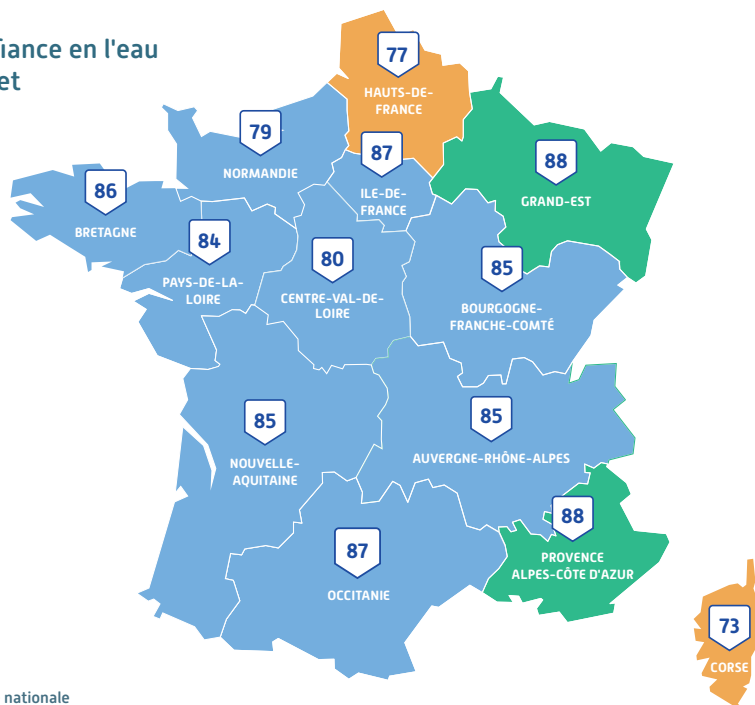 fiance en l'eau
et
77
HAUTS-DE-
FRANCE
79
NORMANDIE
87
ILE-DE-
FRANCE
88
GRAND-EST
86
BRETAGNE
84
PAYS-DE-LA-
LOIRE
80
CENTRE-VAL-DE-
LOIRE
85
BOURGOGNE-
FRANCHE-COMTÉ
85
NOUVELLE-
AQUITAINE
85
AUVERGNE-RHÔNE-ALPES
87
OCCITANIE
88
PROVENCE
ALPES-CÔTE D'AZUR
73
CORSE
nationale